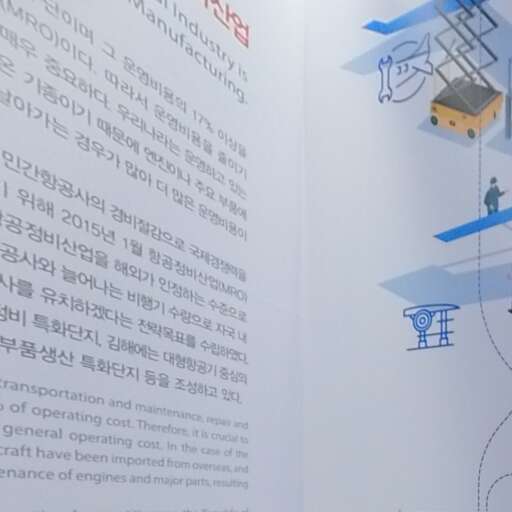 산업
Industry is
Manufacturing.
단이며 그 운영비용의 17% 이상을
(MRO)이다. 따라서 운영비용을 줄이기
매우 중요하다. 우리나라는 운영하고 있는
기종이기 때문에 엔진이나 주요 부품에
날아가는 경우가 많아 더 많은 운영비용이
민간항공사의 경비절감으로 국제경쟁력을
위해 2015년 1월 항공정비산업(MRO)
항공정비산업을 해외가 인정하는 수준으로
공사와 늘어나는 비행기 수량으로 자국 내
사를 유치하겠다는 전략목표를 수립하였다.
정비 특화단지, 김해에는 대형항공기 중심의
부품생산 특화단지 등을 조성하고 있다.
transportation and maintenance, repair and
of operating cost. Therefore, it is crucial to
general operating cost. In the case of the
craft have been imported from overseas, and
enance of engines and major parts, resulting